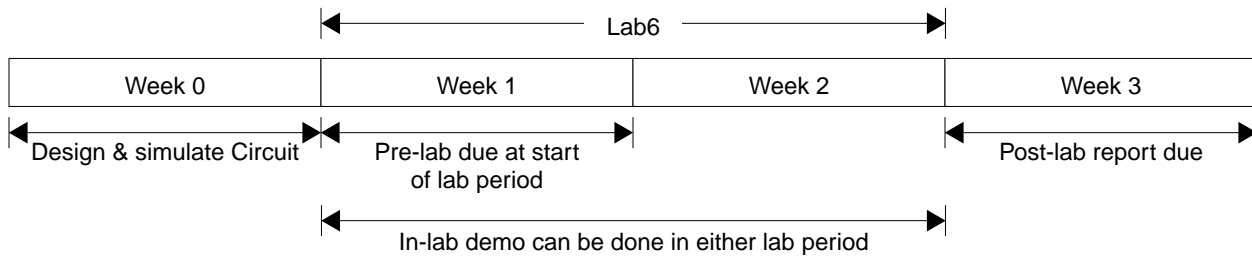 Lab6
Week 0
Week 1
Week 2
Week 3
Design & simulate Circuit
Pre-lab due at start
of lab period
Post-lab report due
In-lab demo can be done in either lab period